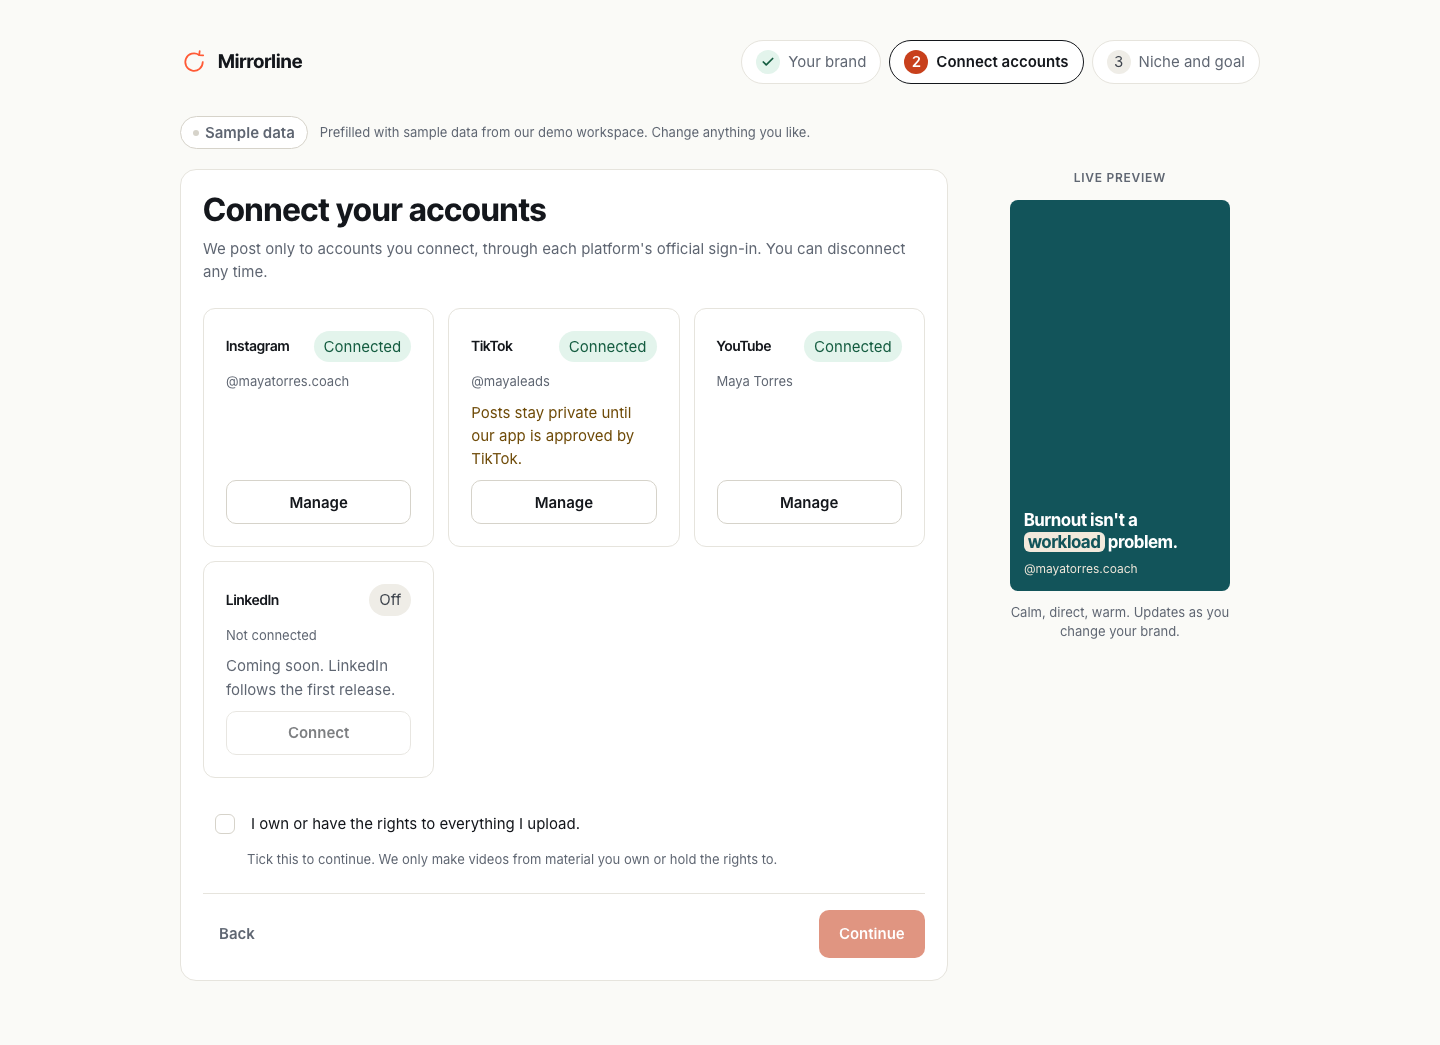 Mirrorline
Your brand
2 Connect accounts
3 Niche and goal
Sample data
Prefilled with sample data from our demo workspace. Change anything you like.
Connect your accounts
We post only to accounts you connect, through each platform's official sign-in. You can disconnect
any time.
Instagram
Connected
@mayatorres.coach
Manage
TikTok
Connected
@mayaleads
Posts stay private until
our app is approved by
TikTok.
Manage
YouTube
Connected
Maya Torres
Manage
LinkedIn
Off
Not connected
Coming soon. LinkedIn
follows the first release.
Connect
I own or have the rights to everything I upload.
Tick this to continue. We only make videos from material you own or hold the rights to.
Back
Continue
LIVE PREVIEW
Burnout isn't a
workload problem.
@mayatorres.coach
Calm, direct, warm. Updates as you
change your brand.